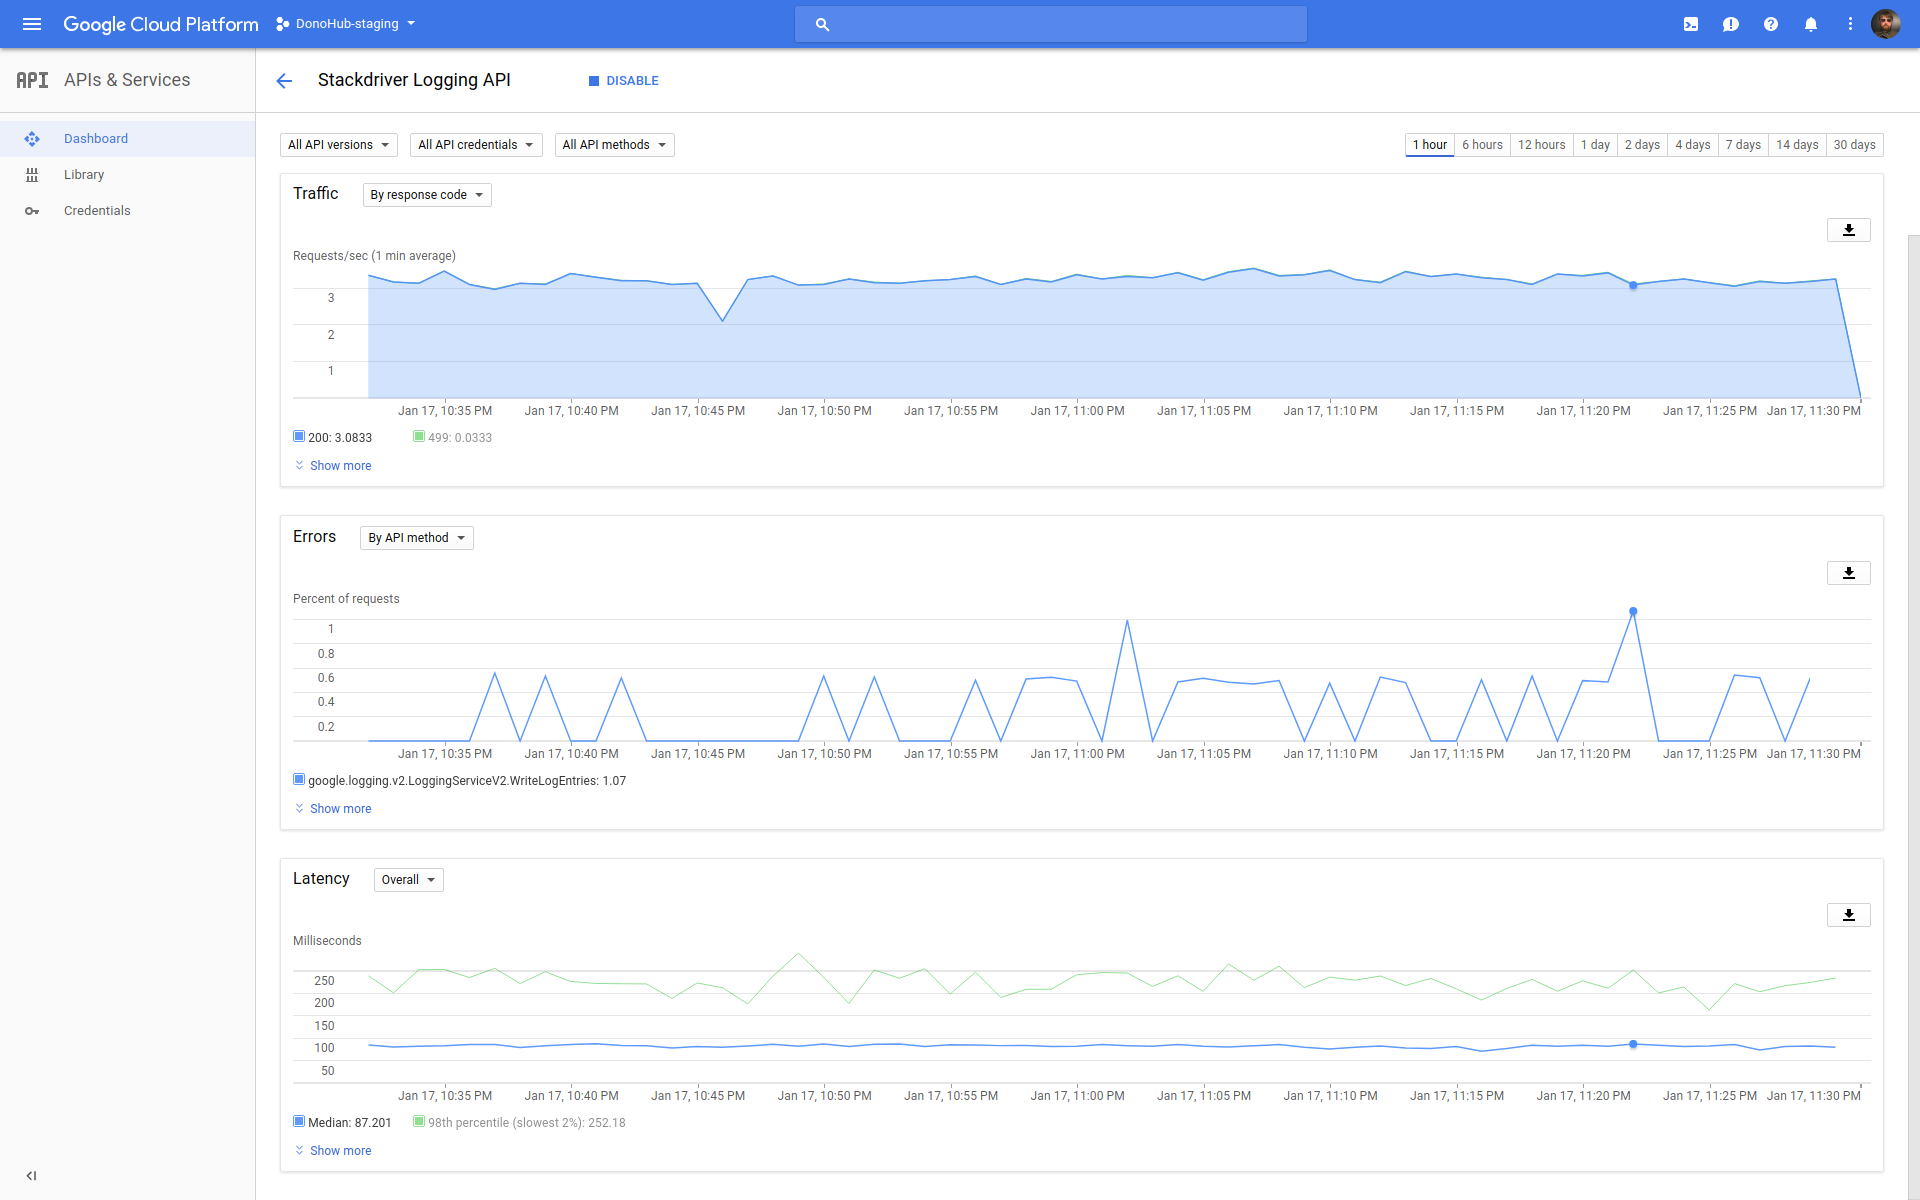 Google Cloud Platform DonoHub-staging
API APIs & Services
Stackdriver Logging API DISABLE
Dashboard
Library
Credentials
All API versions All API credentials All API methods 1 hour 6 hours 12 hours 1 day 2 days 4 days 7 days 14 days 30 days
Traffic By response code
Requests/sec (1 min average)
3
2
1
Jan 17, 10:35 PM Jan 17, 10:40 PM Jan 17, 10:45 PM Jan 17, 10:50 PM Jan 17, 10:55 PM Jan 17, 11:00 PM Jan 17, 11:05 PM Jan 17, 11:10 PM Jan 17, 11:15 PM Jan 17, 11:20 PM Jan 17, 11:25 PM Jan 17, 11:30 PM
200: 3.0833 499: 0.0333
Show more
Errors By API method
Percent of requests
1
0.8
0.6
0.4
0.2
Jan 17, 10:35 PM Jan 17, 10:40 PM Jan 17, 10:45 PM Jan 17, 10:50 PM Jan 17, 10:55 PM Jan 17, 11:00 PM Jan 17, 11:05 PM Jan 17, 11:10 PM Jan 17, 11:15 PM Jan 17, 11:20 PM Jan 17, 11:25 PM Jan 17, 11:30 PM
google.logging.v2.LoggingServiceV2.WriteLogEntries: 1.07
Show more
Latency Overall
Milliseconds
250
200
150
100
50
Jan 17, 10:35 PM Jan 17, 10:40 PM Jan 17, 10:45 PM Jan 17, 10:50 PM Jan 17, 10:55 PM Jan 17, 11:00 PM Jan 17, 11:05 PM Jan 17, 11:10 PM Jan 17, 11:15 PM Jan 17, 11:20 PM Jan 17, 11:25 PM Jan 17, 11:30 PM
Median: 87.201 98th percentile (slowest 2%): 252.18
Show more